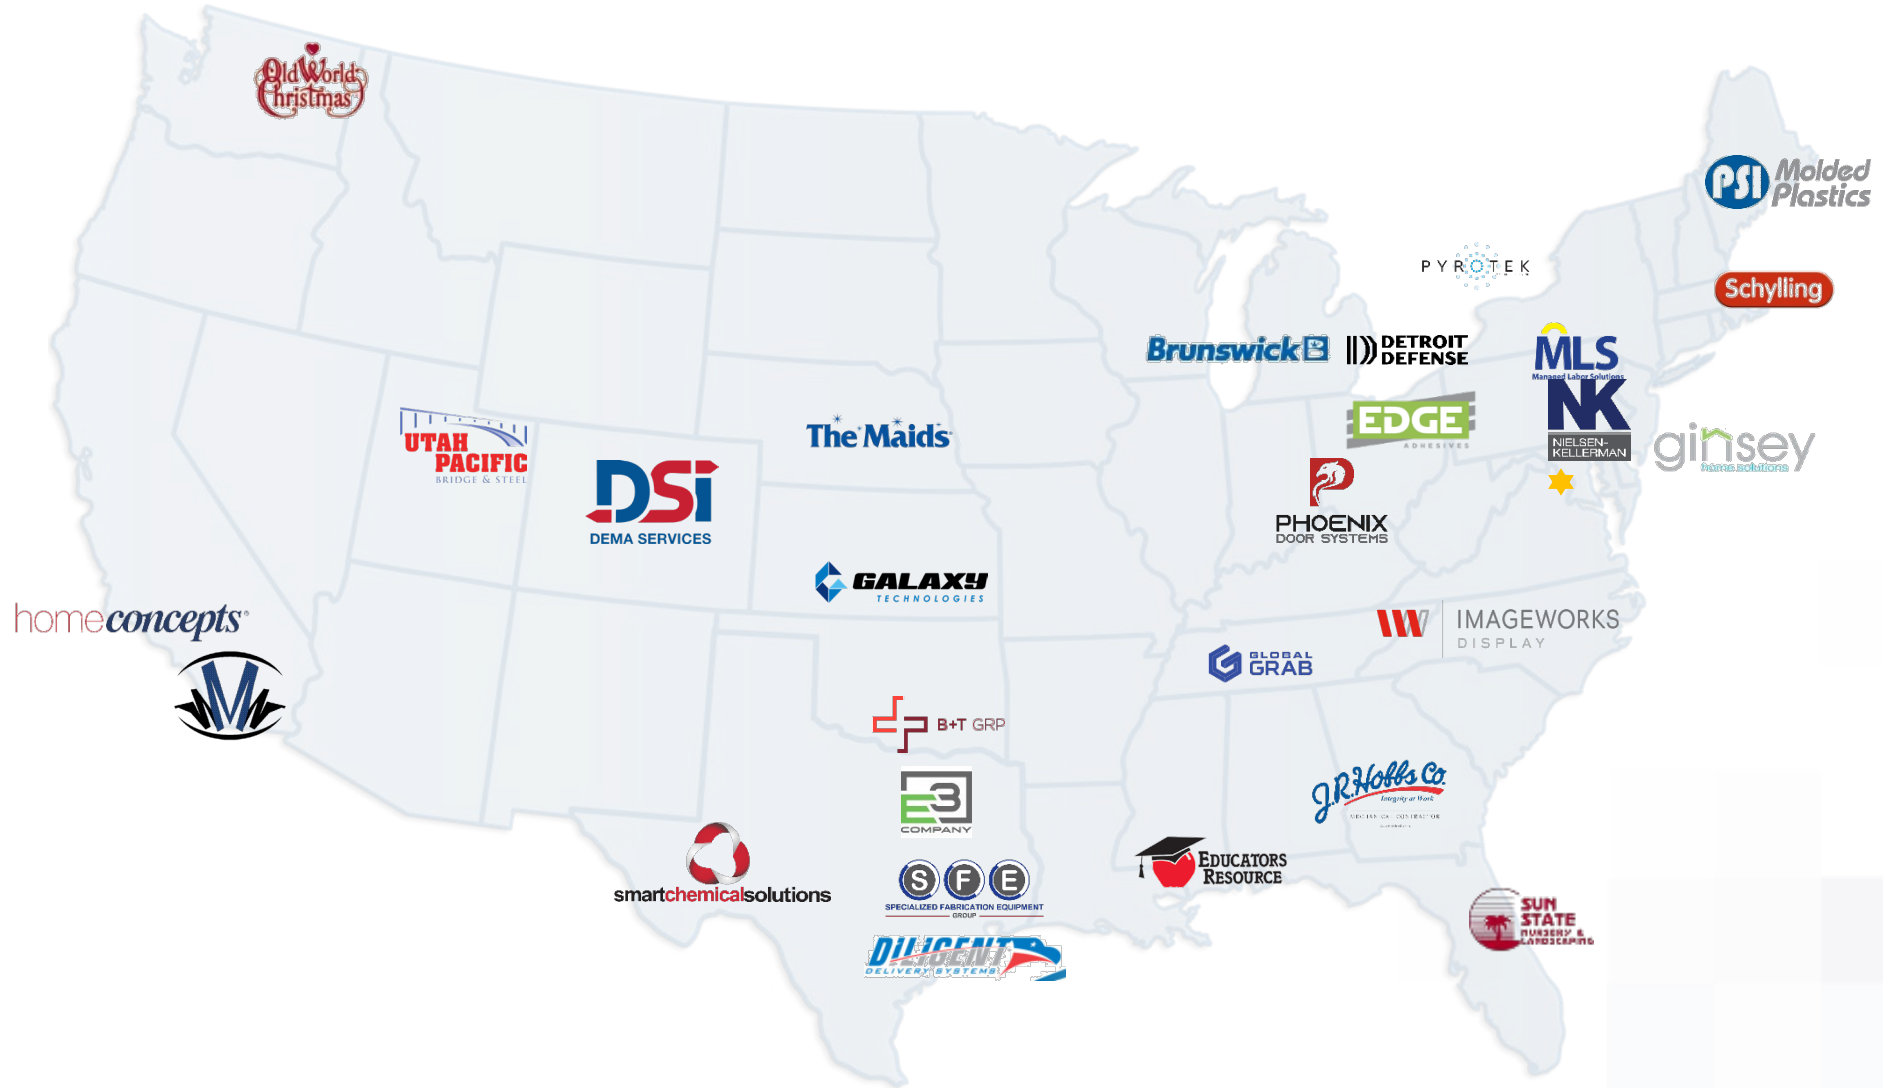 Old World
Christmas
PSI Molded
Plastics
PYROTEK
Schylling
Brunswick
DETROIT
DEFENSE
MLS
Managed Labor Solutions
NK
NIELSEN-
KELLERMAN
EDGE
ADHESIVES
ginsey
home solutions
The Maids
UTAH
PACIFIC
BRIDGE & STEEL
DSi
DEMA SERVICES
PHOENIX
DOOR SYSTEMS
GALAXY
TECHNOLOGIES
homeconcepts®
IMAGEWORKS
DISPLAY
GLOBAL
GRAB
B+T GRP
E3
COMPANY
J.R. Hobbs Co.
Integrity at Work
MECHANICAL CONTRACTOR
smartchemicalsolutions
EDUCATORS
RESOURCE
SFE
SPECIALIZED FABRICATION EQUIPMENT
GROUP
SUN
STATE
NURSERY &
LANDSCAPING
DILIGENT
DELIVERY SYSTEMS